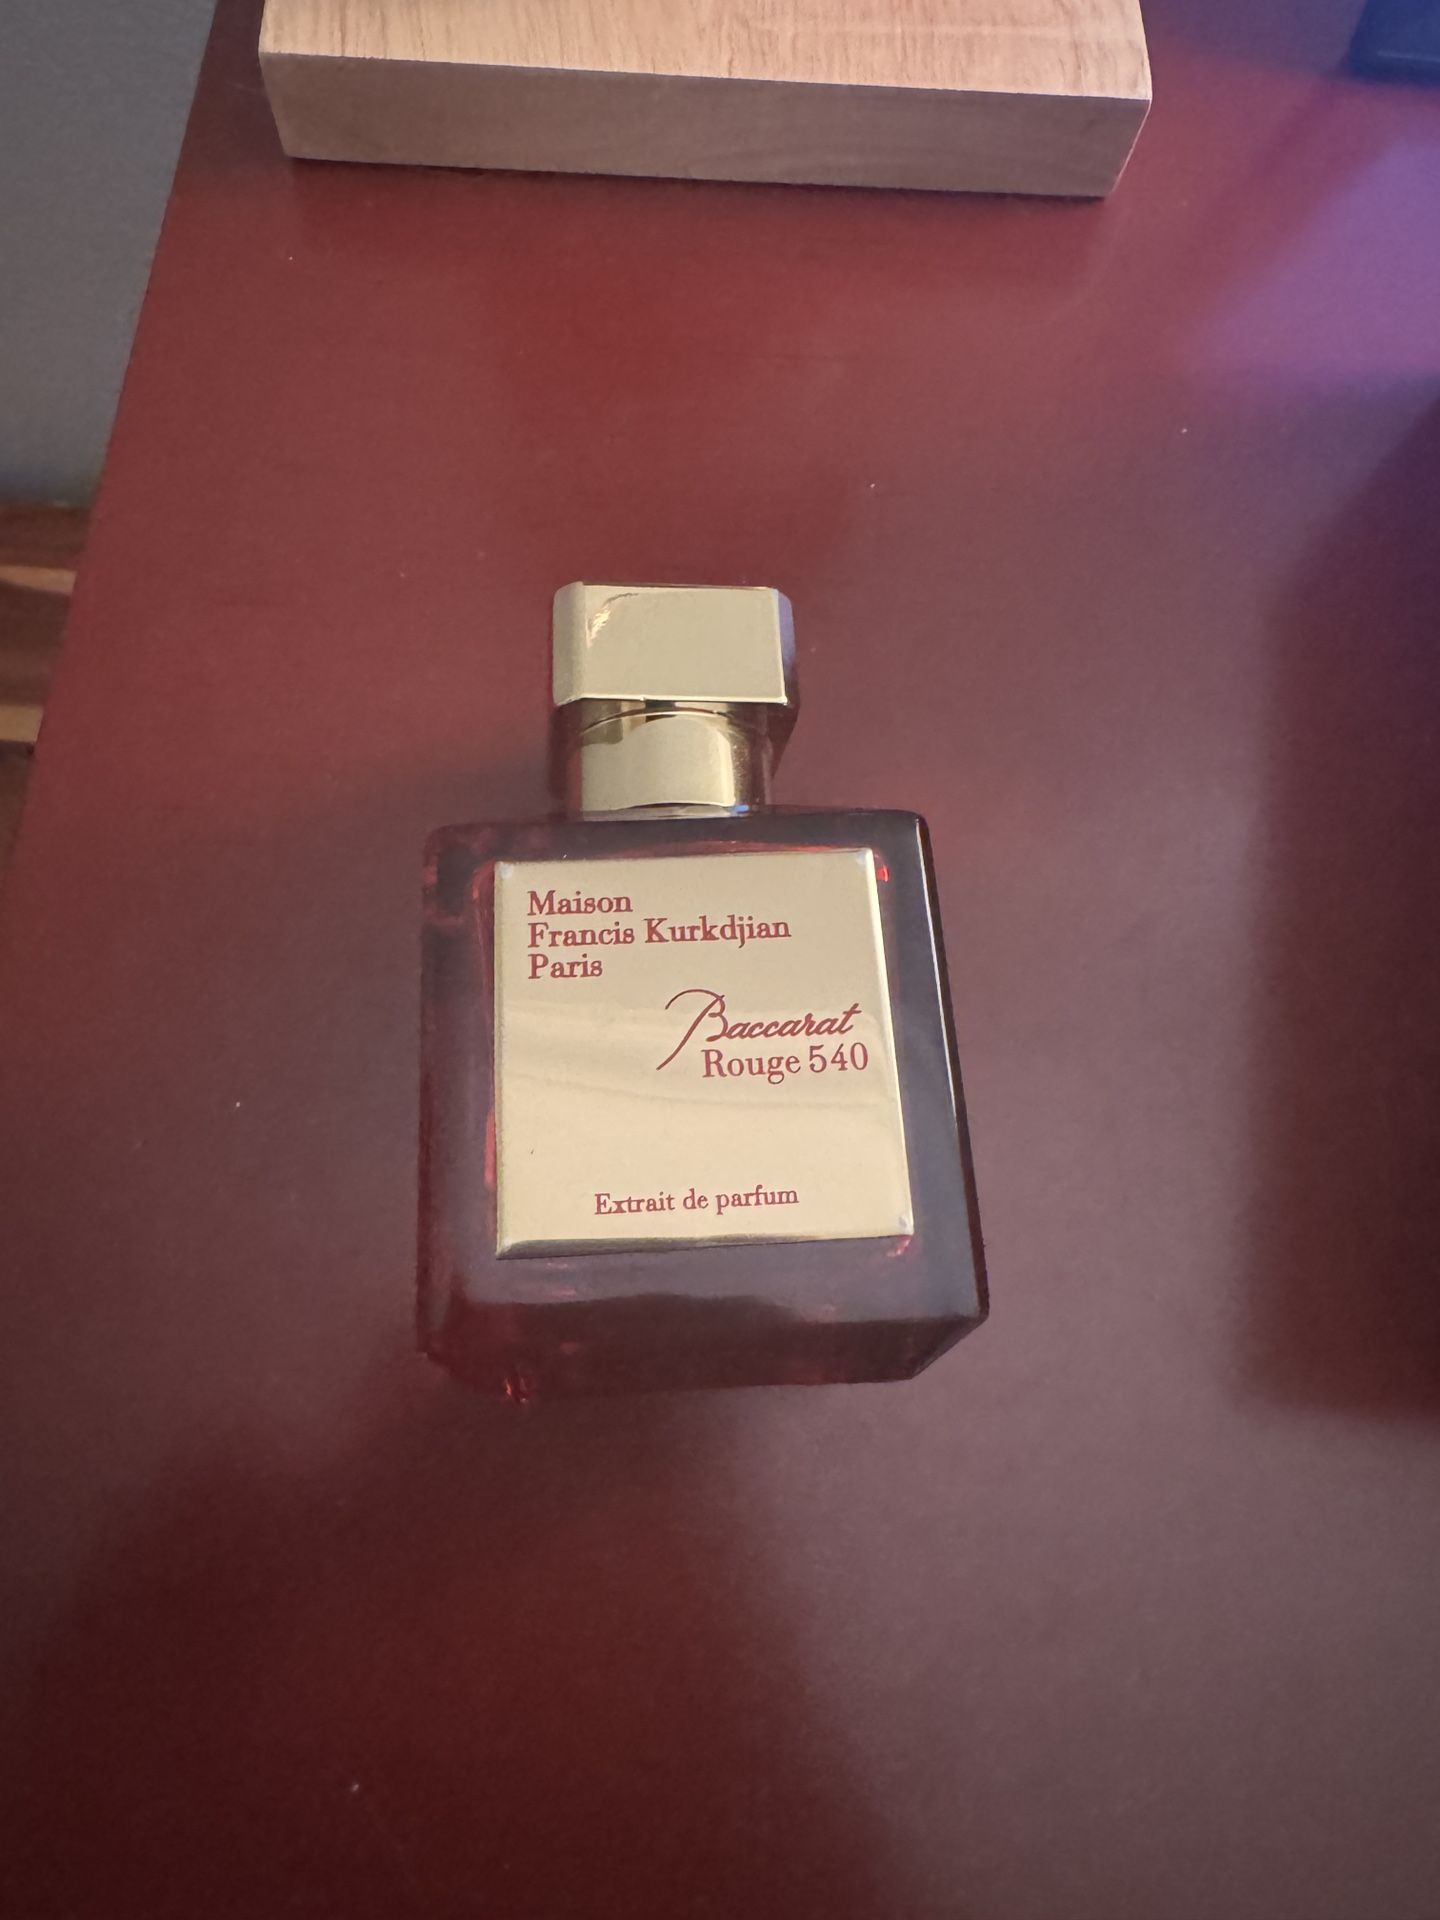 Maison
Francis Kurkdjian
Paris
Baccarat
Rouge 540
Extrait de parfum